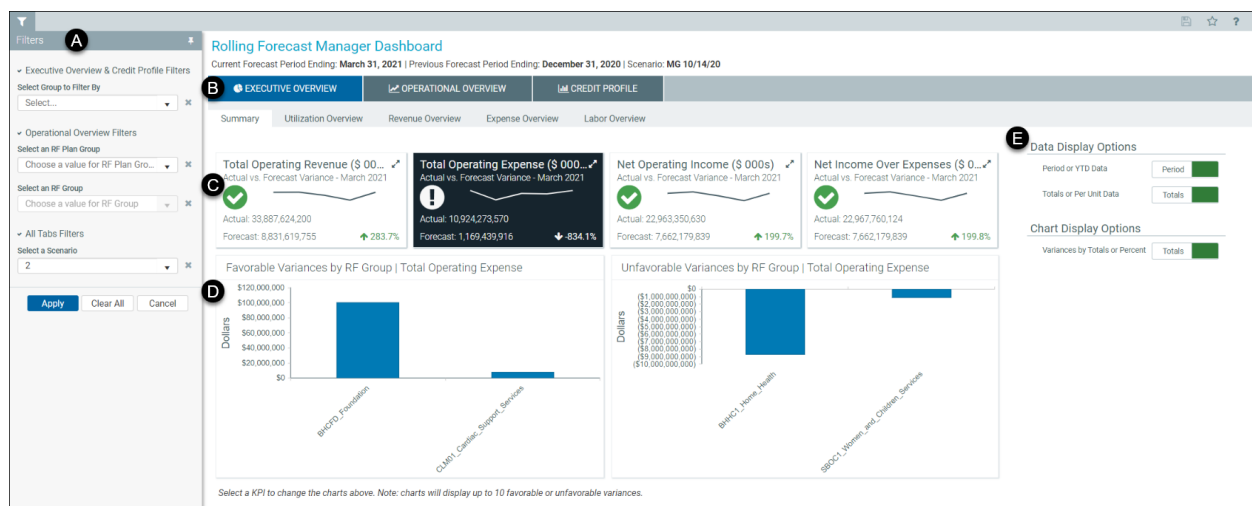 Filters
A
Executive Overview & Credit Profile Filters
Select Group to Filter By
Select...
Operational Overview Filters
Select an RF Plan Group
Choose a value for RF Plan Gro...
Select an RF Group
Choose a value for RF Group
All Tabs Filters
Select a Scenario
2
Apply Clear All Cancel
?
Rolling Forecast Manager Dashboard
Current Forecast Period Ending: March 31, 2021 | Previous Forecast Period Ending: December 31, 2020 | Scenario: MG 10/14/20
B
EXECUTIVE OVERVIEW OPERATIONAL OVERVIEW CREDIT PROFILE
Summary Utilization Overview Revenue Overview Expense Overview Labor Overview
C
Total Operating Revenue ($ 00...
Actual vs. Forecast Variance - March 2021
Actual: 33,887,624,200
Forecast: 8,831,619,755 283.7%
Total Operating Expense ($ 000...
Actual vs. Forecast Variance - March 2021
Actual: 10,924,273,570
Forecast: 1,169,439,916 -834.1%
Net Operating Income ($ 000s)
Actual vs. Forecast Variance - March 2021
Actual: 22,963,350,630
Forecast: 7,662,179,839 199.7%
Net Income Over Expenses ($ 0...
Actual vs. Forecast Variance - March 2021
Actual: 22,967,760,124
Forecast: 7,662,179,839 199.8%
D
Favorable Variances by RF Group | Total Operating Expense
Dollars
$120,000,000
$100,000,000
$80,000,000
$60,000,000
$40,000,000
$20,000,000
$0
BHCFD_Foundation
CLM01_Cardiac_Support_Services
Unfavorable Variances by RF Group | Total Operating Expense
Dollars
$0
($1,000,000,000)
($2,000,000,000)
($3,000,000,000)
($4,000,000,000)
($5,000,000,000)
($6,000,000,000)
($7,000,000,000)
($8,000,000,000)
($9,000,000,000)
($10,000,000,000)
BHHC1_Home_Health
SBOC1_Women_and_Children_Services
Select a KPI to change the charts above. Note: charts will display up to 10 favorable or unfavorable variances.
E
Data Display Options
Period or YTD Data Period
Totals or Per Unit Data Totals
Chart Display Options
Variances by Totals or Percent Totals